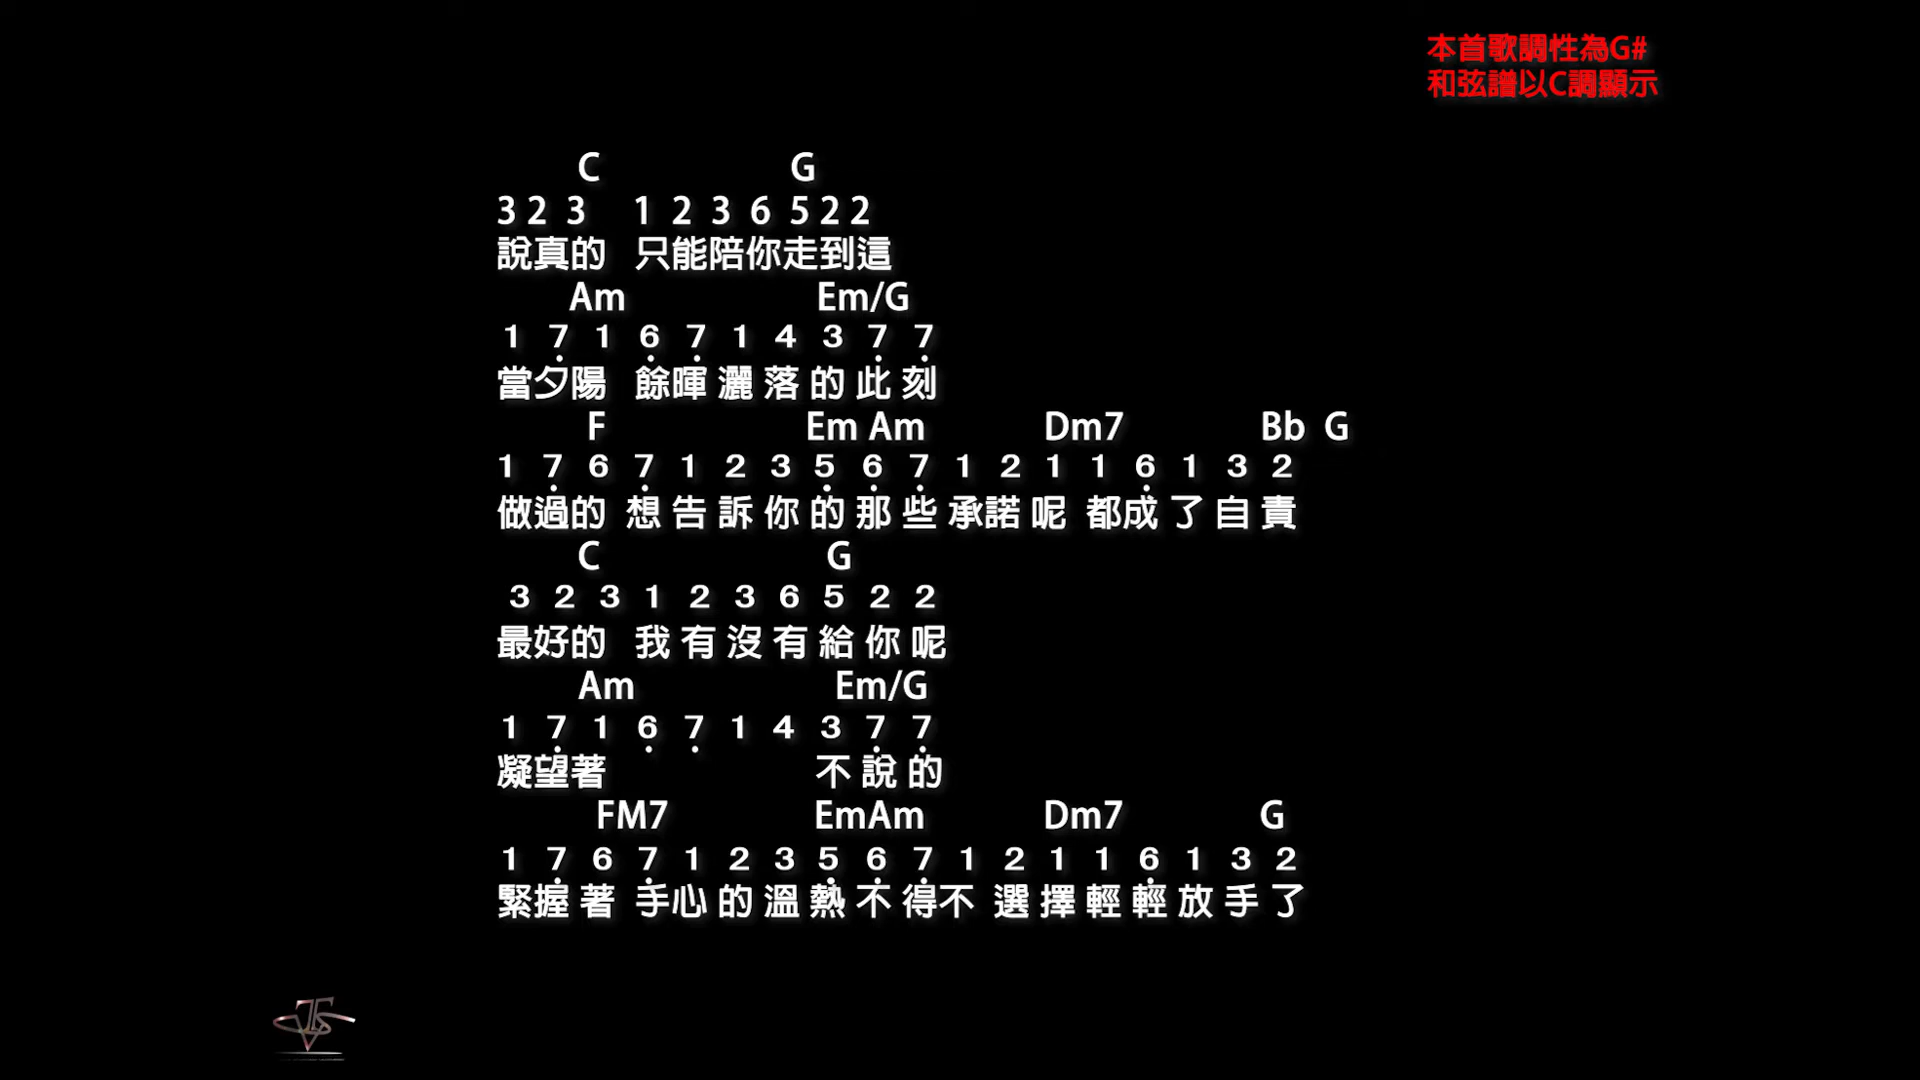 本首歌調性為G#
和弦譜以C調顯示
C G
3 2 3 1 2 3 6 5 2 2
說真的 只能陪你走到這
Am Em/G
1 7̣ 1 6̣ 7̣ 1 4 3 7̣ 7̣
當夕陽 餘暉灑落的此刻
F Em Am Dm7 Bb G
1 7̣ 6 7̣ 1 2 3 5̣ 6̣ 7̣ 1 2 1 1 6̣ 1 3 2
做過的 想告訴你的那些承諾呢 都成了自責
C G
3 2 3 1 2 3 6 5 2 2
最好的 我有沒有給你呢
Am Em/G
1 7̣ 1 6̣ 7̣ 1 4 3 7̣ 7̣
凝望著 不說的
FM7 EmAm Dm7 G
1 7̣ 6 7̣ 1 2 3 5̣ 6̣ 7̣ 1 2 1 1 6̣ 1 3 2
緊握著 手心的溫熱不得不 選擇輕輕放手了